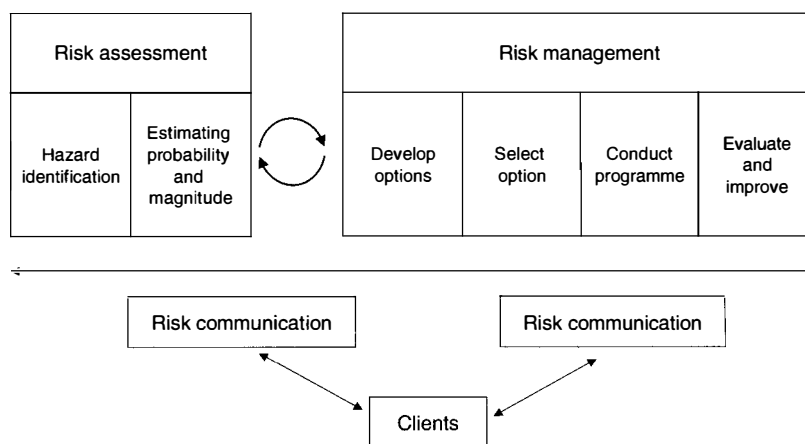 Risk assessment
Risk management
Hazard
identification
Estimating
probability
and
magnitude
Develop
options
Select
option
Conduct
programme
Evaluate
and
improve
Risk communication
Risk communication
Clients